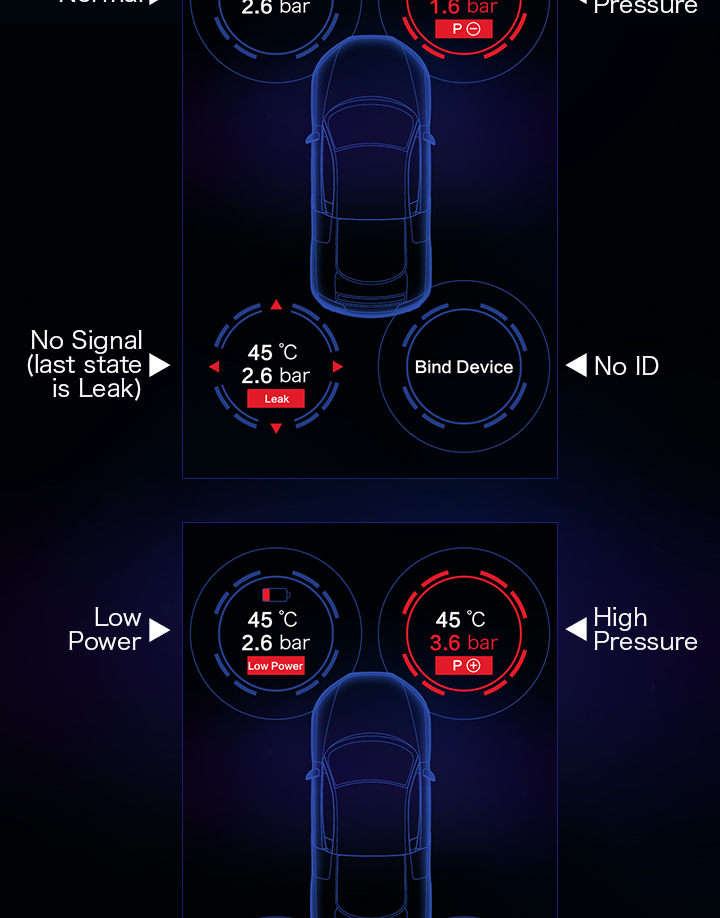 Normal
2.6 bar
1.6 bar
Pressure
P ⊖
No Signal
(last state
is Leak)
45 °C
2.6 bar
Leak
Bind Device
No ID
Low
Power
45 °C
2.6 bar
Low Power
45 °C
3.6 bar
P ⊕
High
Pressure